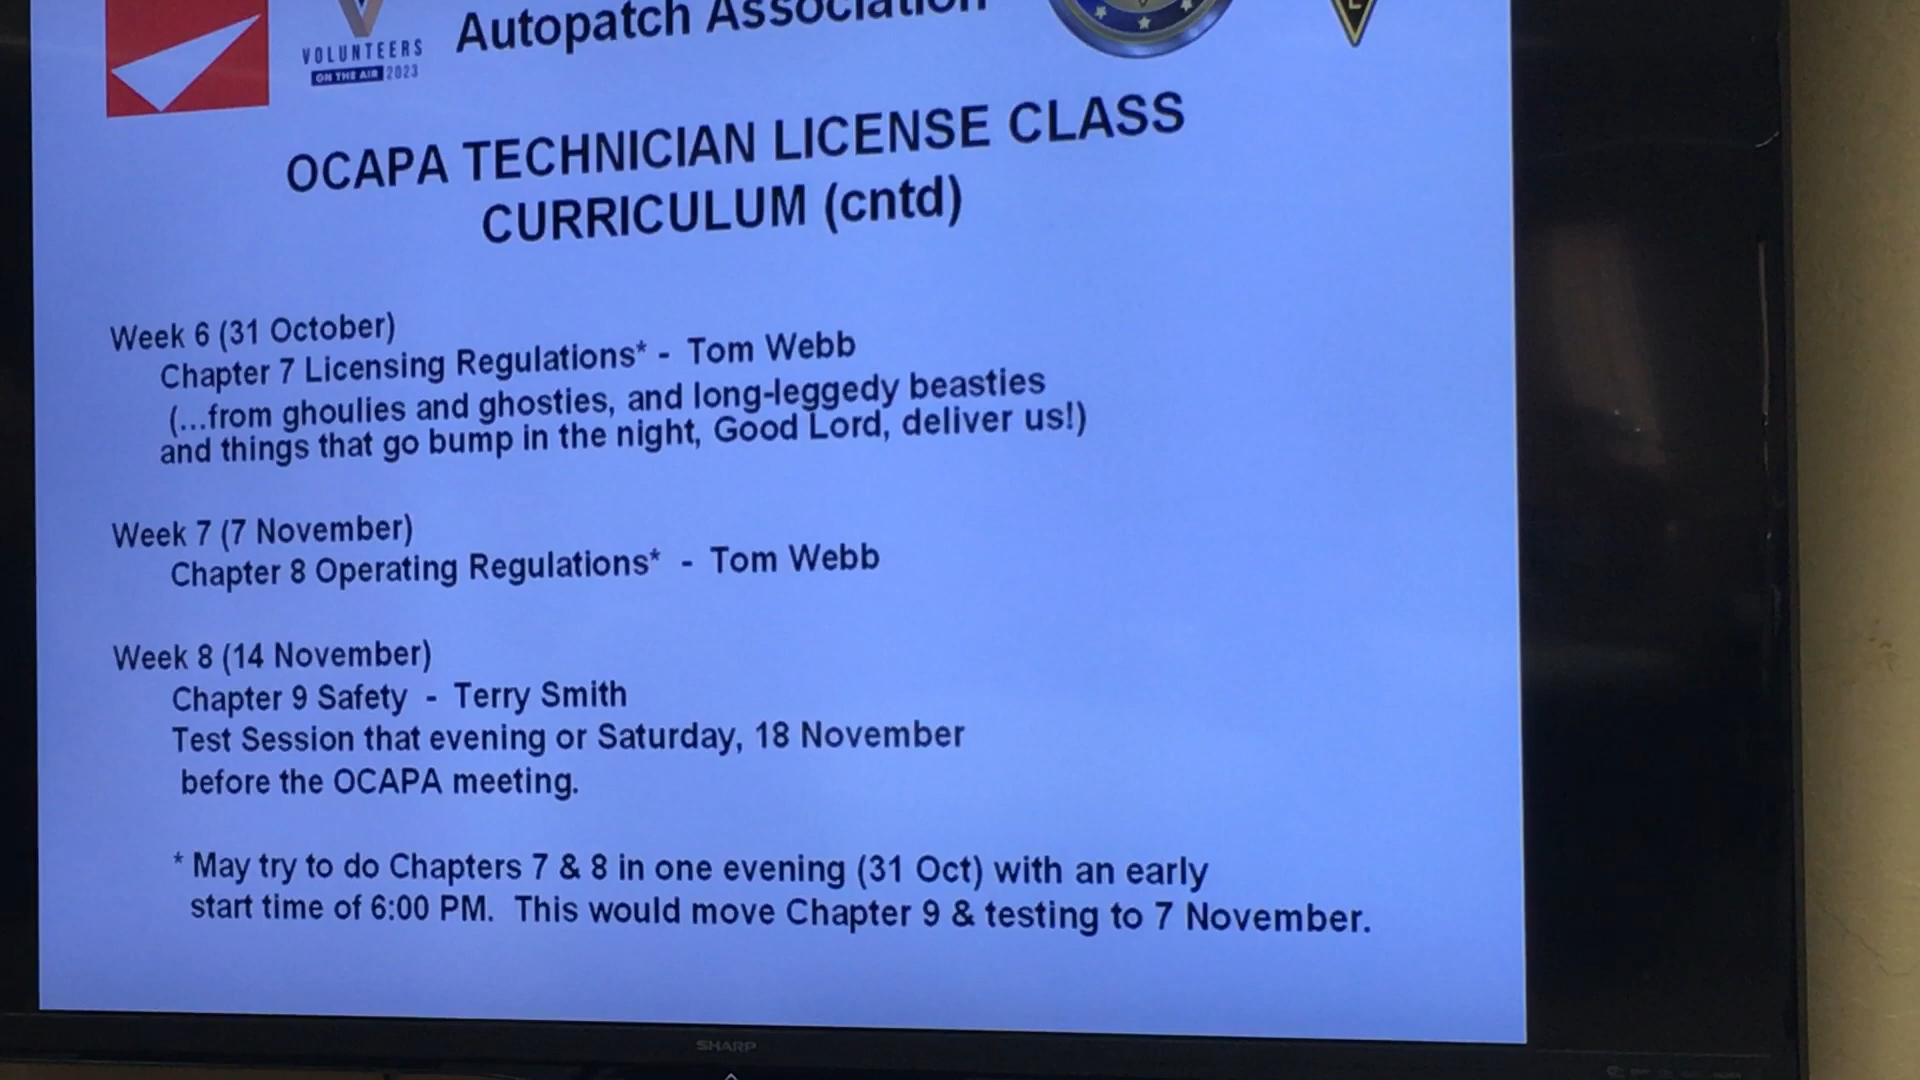 VOLUNTEERS
ON THE AIR 2023
Autopatch Association
OCAPA TECHNICIAN LICENSE CLASS
CURRICULUM (cntd)
Week 6 (31 October)
Chapter 7 Licensing Regulations* - Tom Webb
(...from ghoulies and ghosties, and long-leggedy beasties
and things that go bump in the night, Good Lord, deliver us!)
Week 7 (7 November)
Chapter 8 Operating Regulations* - Tom Webb
Week 8 (14 November)
Chapter 9 Safety - Terry Smith
Test Session that evening or Saturday, 18 November
before the OCAPA meeting.
* May try to do Chapters 7 & 8 in one evening (31 Oct) with an early
start time of 6:00 PM. This would move Chapter 9 & testing to 7 November.
SHARP